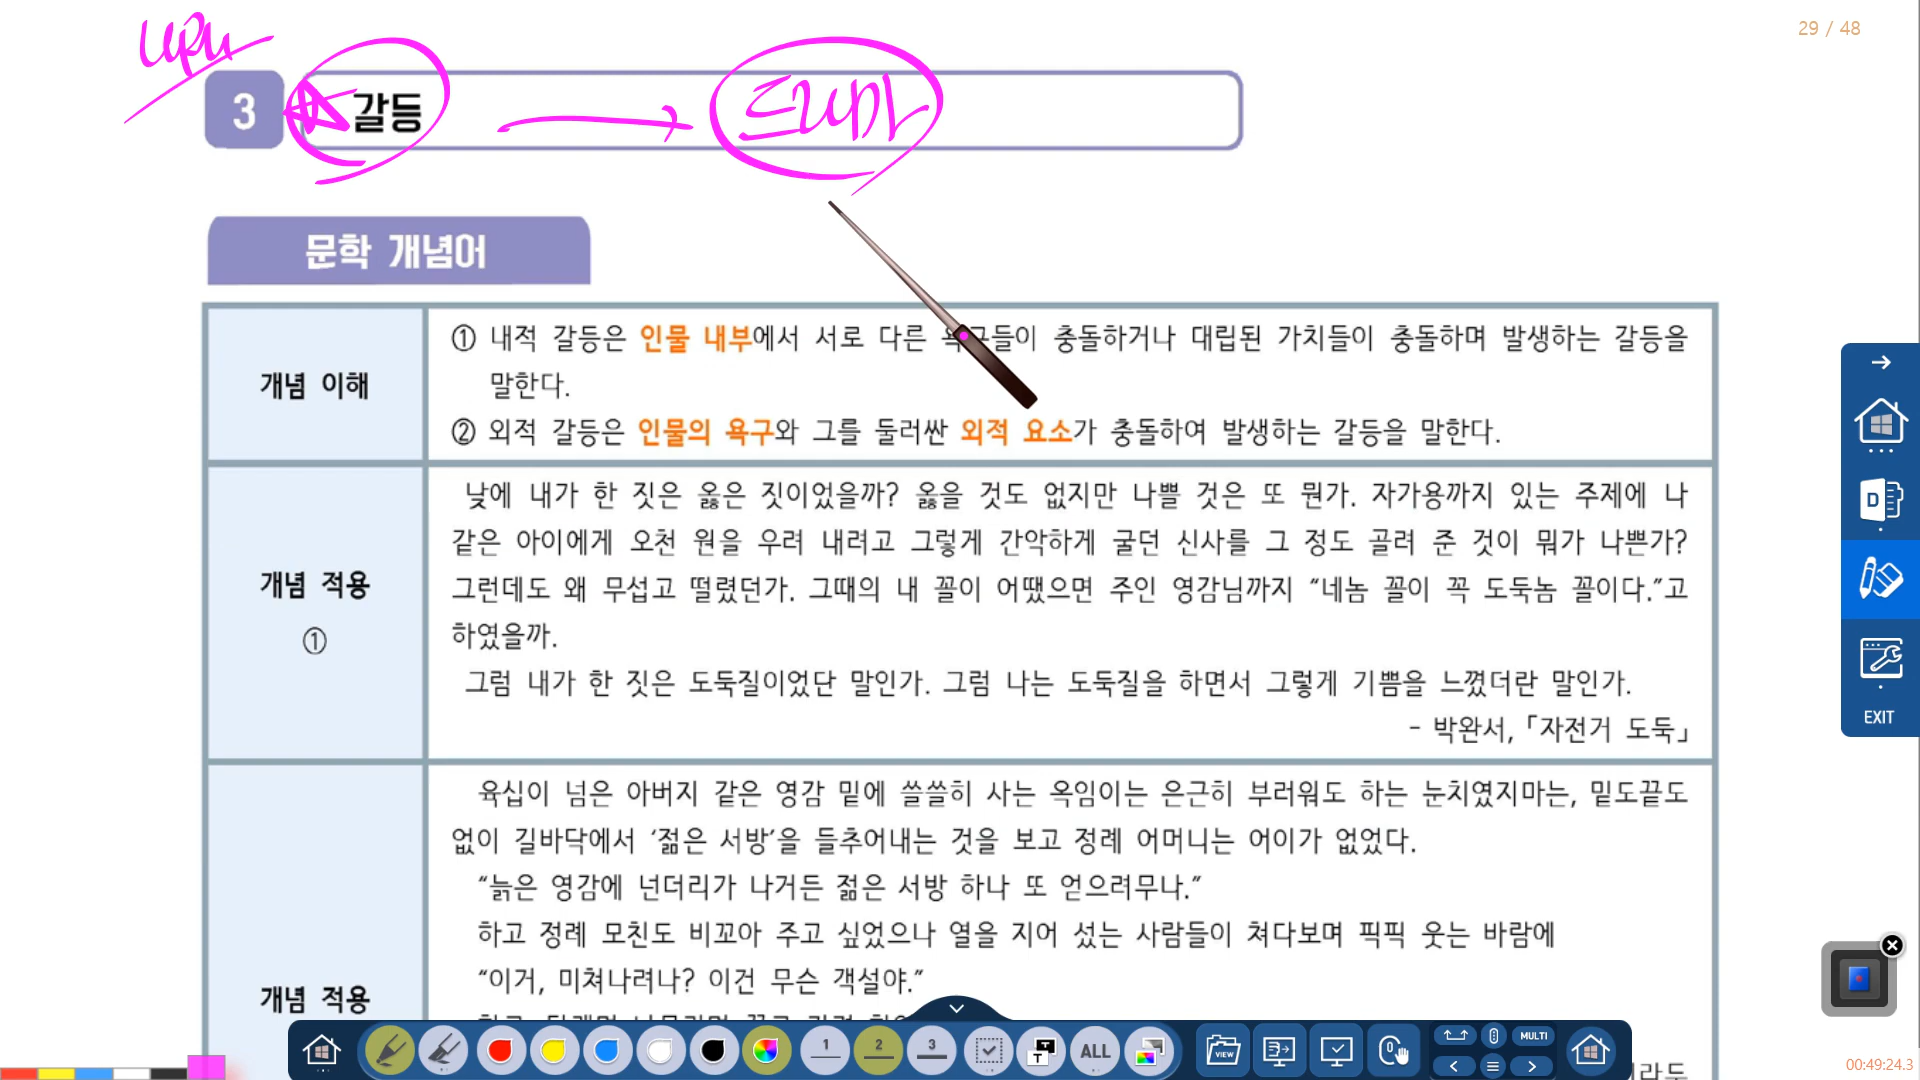 29 / 48
3 갈등
드라마
문학 개념어
개념 이해
① 내적 갈등은 인물 내부에서 서로 다른 욕구들이 충돌하거나 대립된 가치들이 충돌하며 발생하는 갈등을
말한다.
② 외적 갈등은 인물의 욕구와 그를 둘러싼 외적 요소가 충돌하여 발생하는 갈등을 말한다.
개념 적용
①
낮에 내가 한 짓은 옳은 짓이었을까? 옳을 것도 없지만 나쁠 것은 또 뭔가. 자가용까지 있는 주제에 나
같은 아이에게 오천 원을 우려 내려고 그렇게 간악하게 굴던 신사를 그 정도 골려 준 것이 뭐가 나쁜가?
그런데도 왜 무섭고 떨렸던가. 그때의 내 꼴이 어땠으면 주인 영감님까지 “네놈 꼴이 꼭 도둑놈 꼴이다.”고
하였을까.
그럼 내가 한 짓은 도둑질이었단 말인가. 그럼 나는 도둑질을 하면서 그렇게 기쁨을 느꼈더란 말인가.
- 박완서, 「자전거 도둑」
개념 적용
육십이 넘은 아버지 같은 영감 밑에 쓸쓸히 사는 옥임이는 은근히 부러워도 하는 눈치였지마는, 밑도끝도
없이 길바닥에서 ‘젊은 서방’을 들추어내는 것을 보고 정례 어머니는 어이가 없었다.
“늙은 영감에 넌더리가 나거든 젊은 서방 하나 또 얻으려무나.”
하고 정례 모친도 비꼬아 주고 싶었으나 열을 지어 섰는 사람들이 쳐다보며 픽픽 웃는 바람에
“이거, 미쳐나려나? 이건 무슨 객설야.”
EXIT
1
2
3
ALL
VIEW
MULTI
00:49:24.3